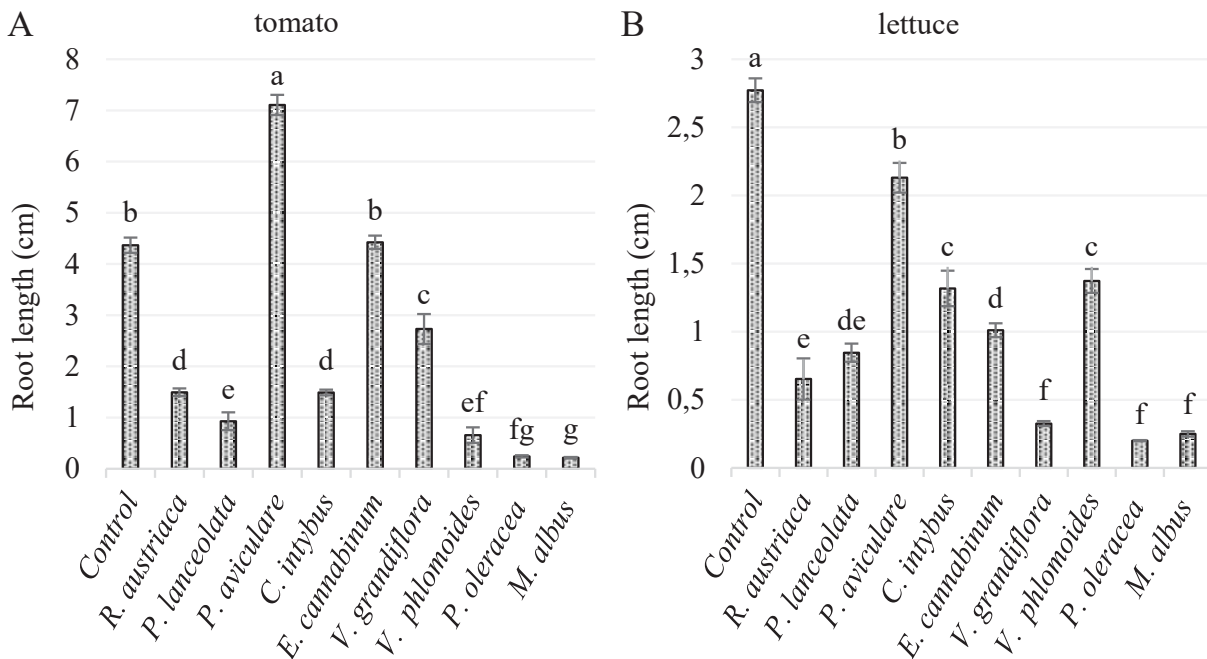 A
tomato
Root length (cm)
8
7
6
5
4
3
2
1
0
b
d
e
a
d
b
c
ef
fg
g
Control
R. austriaca
P. lanceolata
P. aviculare
C. intybus
E. cannabinum
V. grandiflora
V. phlomoides
P. oleracea
M. albus
B
lettuce
Root length (cm)
3
2,5
2
1,5
1
0,5
0
a
e
de
b
c
d
f
c
f
f
Control
R. austriaca
P. lanceolata
P. aviculare
C. intybus
E. cannabinum
V. grandiflora
V. phlomoides
P. oleracea
M. albus